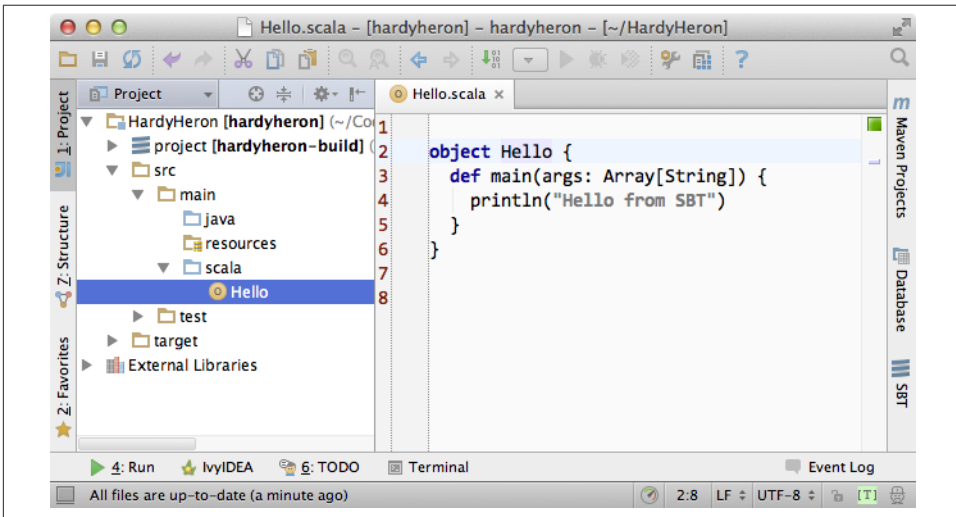 Hello.scala – [hardyheron] – hardyheron – [~/HardyHeron]
1: Project
Z: Structure
2: Favorites
Project
HardyHeron [hardyheron] (~/Co
project [hardyheron-build] (
src
main
java
resources
scala
Hello
test
target
External Libraries
Hello.scala ×
1
2 object Hello {
3 def main(args: Array[String]) {
4 println("Hello from SBT")
5 }
6 }
7
8
m
Maven Projects
Database
SBT
4: Run
IvyIDEA
6: TODO
Terminal
Event Log
All files are up-to-date (a minute ago)
2:8
LF
UTF-8
[T]